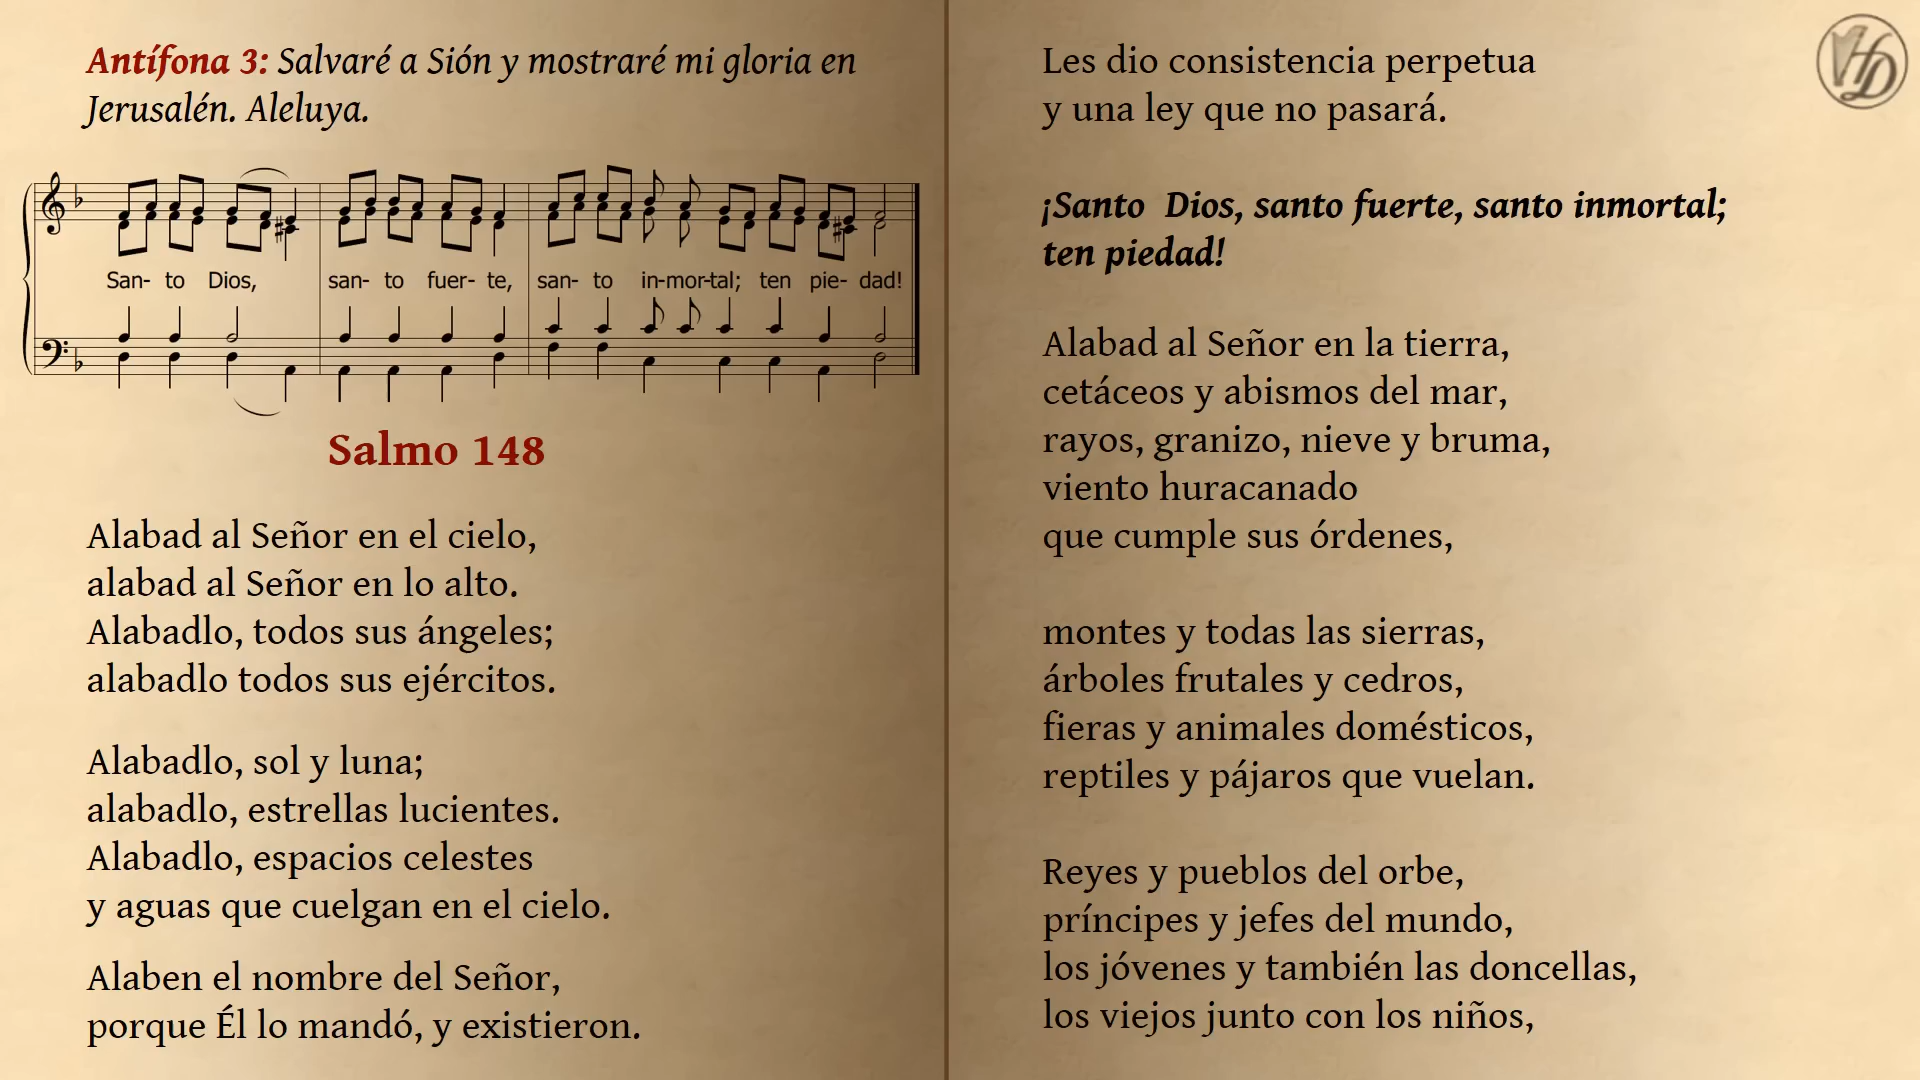 Antífona 3: Salvaré a Sión y mostraré mi gloria en
Jerusalén. Aleluya.
San- to Dios, san- to fuer- te, san- to in-mor-tal; ten pie- dad!
Salmo 148
Alabad al Señor en el cielo,
alabad al Señor en lo alto.
Alabadlo, todos sus ángeles;
alabadlo todos sus ejércitos.
Alabadlo, sol y luna;
alabadlo, estrellas lucientes.
Alabadlo, espacios celestes
y aguas que cuelgan en el cielo.
Alaben el nombre del Señor,
porque Él lo mandó, y existieron.
Les dio consistencia perpetua
y una ley que no pasará.
¡Santo  Dios, santo fuerte, santo inmortal;
ten piedad!
Alabad al Señor en la tierra,
cetáceos y abismos del mar,
rayos, granizo, nieve y bruma,
viento huracanado
que cumple sus órdenes,
montes y todas las sierras,
árboles frutales y cedros,
fieras y animales domésticos,
reptiles y pájaros que vuelan.
Reyes y pueblos del orbe,
príncipes y jefes del mundo,
los jóvenes y también las doncellas,
los viejos junto con los niños,
HD